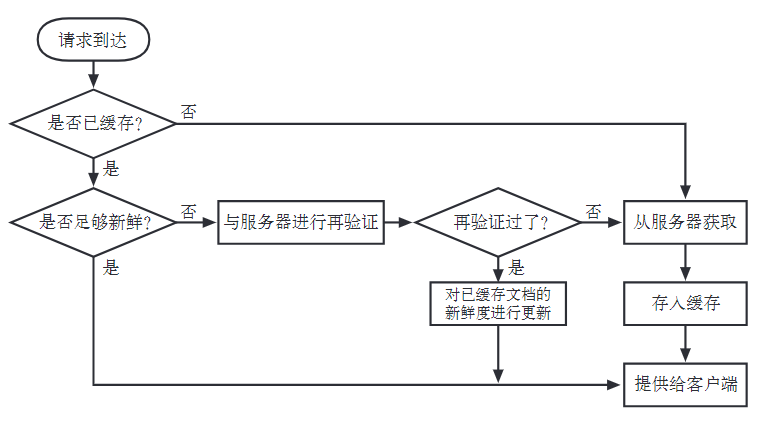 请求到达
是否已缓存?
否
是
是否足够新鲜?
否
与服务器进行再验证
再验证过了?
否
从服务器获取
是
是
对已缓存文档的
新鲜度进行更新
存入缓存
提供给客户端